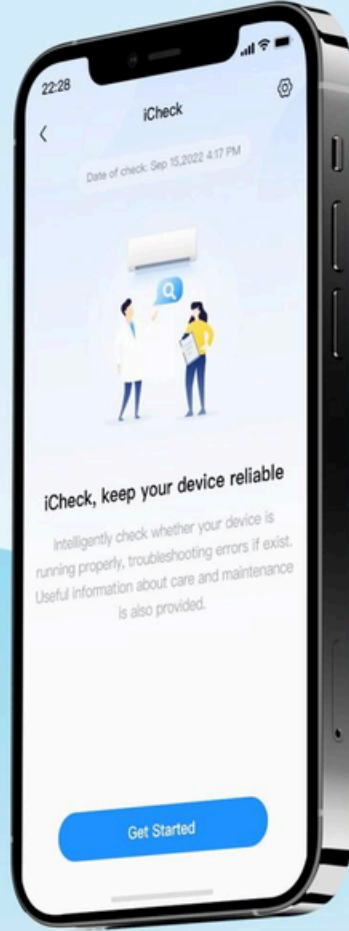 22:28
iCheck
Date of check: Sep 15,2022 4:17 PM
iCheck, keep your device reliable
Intelligently check whether your device is
running properly, troubleshooting errors if exist.
Useful information about care and maintenance
is also provided.
Get Started